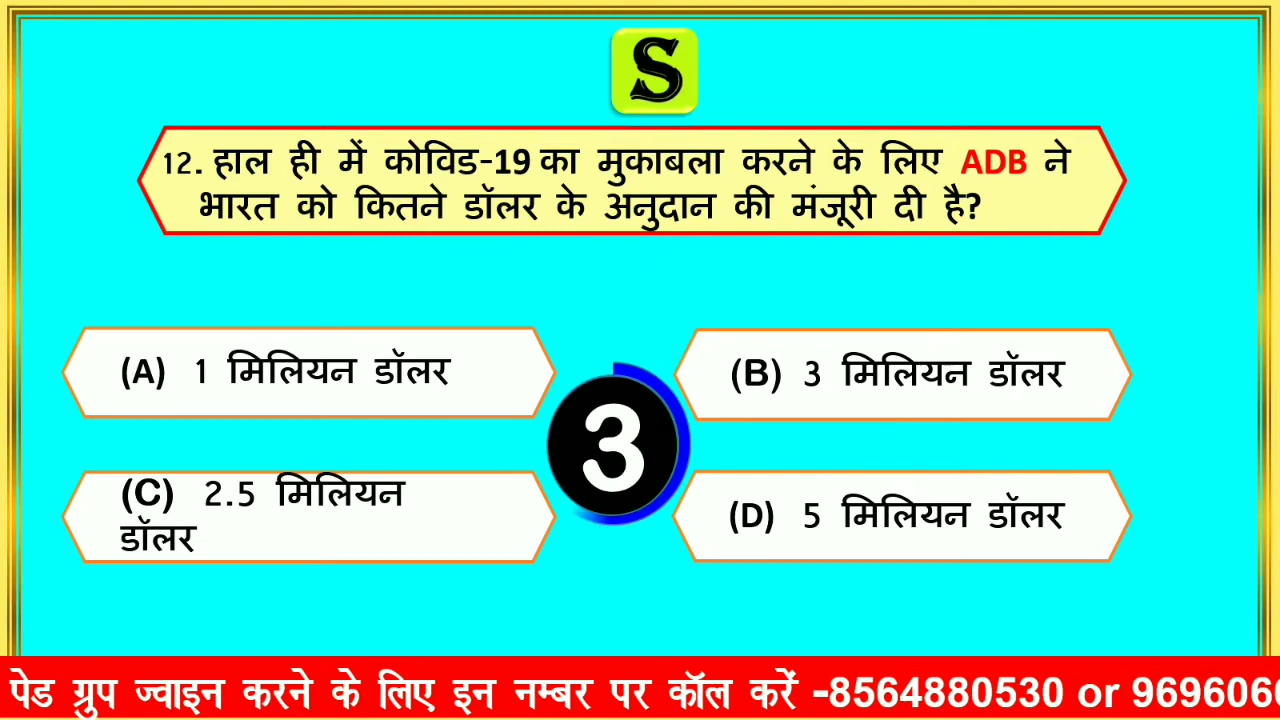 S
12. हाल ही में कोविड-19 का मुकाबला करने के लिए ADB ने
भारत को कितने डॉलर के अनुदान की मंजूरी दी है?
(A) 1 मिलियन डॉलर
(B) 3 मिलियन डॉलर
3
(C) 2.5 मिलियन
डॉलर
(D) 5 मिलियन डॉलर
पेड ग्रुप ज्वाइन करने के लिए इन नम्बर पर कॉल करें -8564880530 or 969606